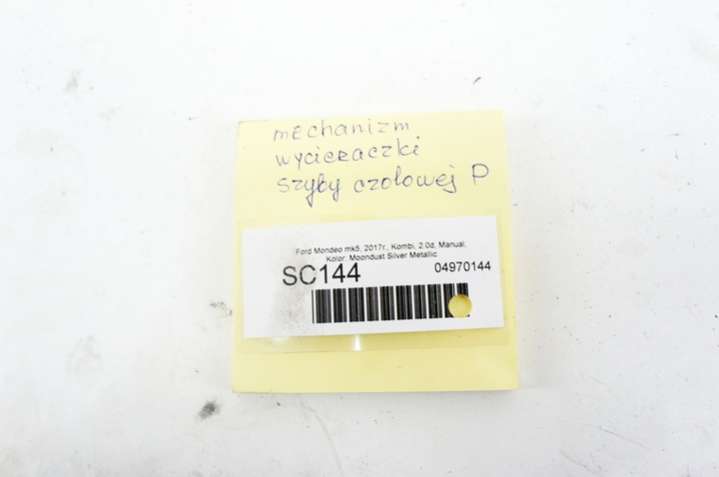 mechanizm
wycieraczki
szyby czołowej P
Ford Mondeo mk5, 2017r., Kombi, 2.0d, Manual,
Kolor: Moondust Silver Metallic
SC144
04970144